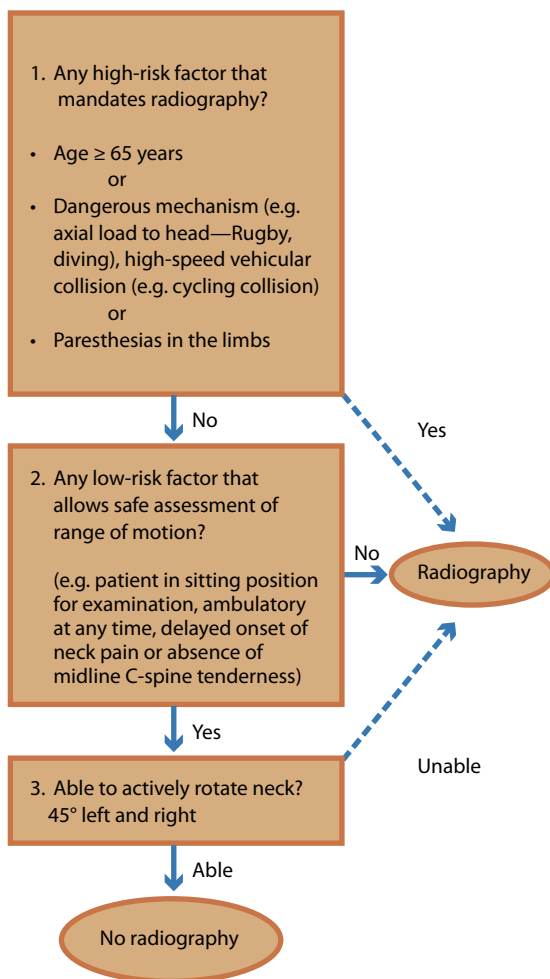 1. Any high-risk factor that
mandates radiography?
• Age ≥ 65 years
or
• Dangerous mechanism (e.g.
axial load to head—Rugby,
diving), high-speed vehicular
collision (e.g. cycling collision)
or
• Paresthesias in the limbs
No
Yes
2. Any low-risk factor that
allows safe assessment of
range of motion?
(e.g. patient in sitting position
for examination, ambulatory
at any time, delayed onset of
neck pain or absence of
midline C-spine tenderness)
No
Radiography
Yes
Unable
3. Able to actively rotate neck?
45° left and right
Able
No radiography